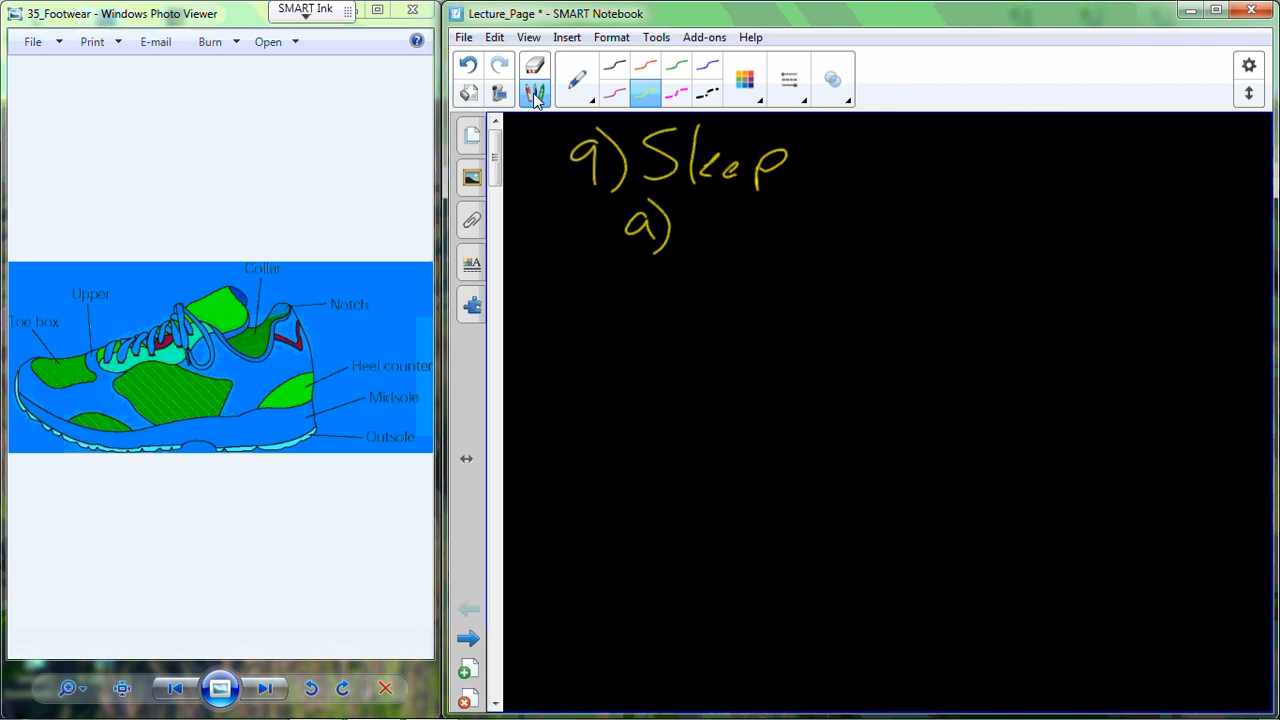 35_Footwear - Windows Photo Viewer
SMART Ink
File Print E-mail Burn Open
Collar
Upper
Notch
Toe box
Heel counter
Midsole
Outsole
Lecture_Page * - SMART Notebook
File Edit View Insert Format Tools Add-ons Help
9) Sleep
a)